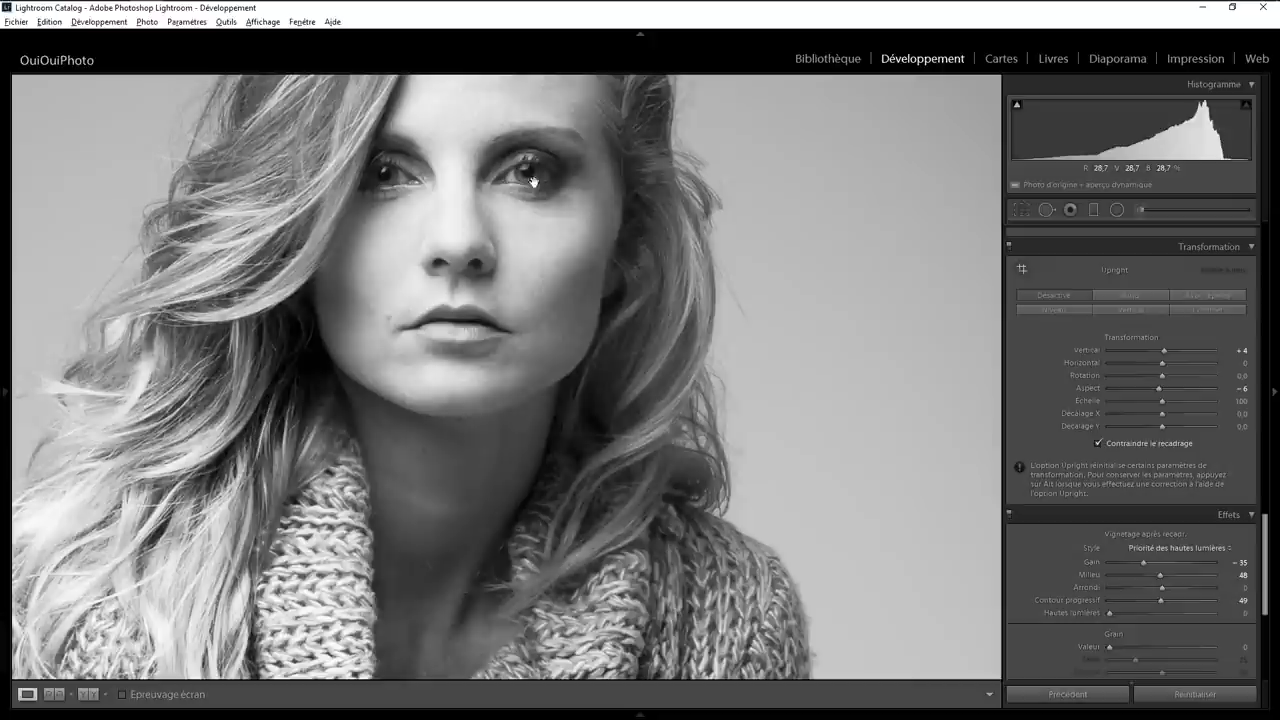 Lightroom Catalog - Adobe Photoshop Lightroom - Développement
Fichier Edition Développement Photo Paramètres Outils Affichage Fenêtre Aide
OuiOuiPhoto
Bibliothèque | Développement | Cartes | Livres | Diaporama | Impression | Web
Histogramme
R 28,7 V 28,7 B 28,7 %
Photo d'origine + aperçu dynamique
Transformation
Upright
Désactivé Auto
Niveau Vertical
Transformation
Vertical + 4
Horizontal 0
Rotation 0,0
Aspect - 6
Échelle 100
Décalage X 0,0
Décalage Y 0,0
Contraindre le recadrage
L'option Upright réinitialise certains paramètres de
transformation. Pour conserver les paramètres, appuyez
sur Alt lorsque vous effectuez une correction à l'aide de
l'option Upright.
Effets
Vignetage après recadr.
Style Priorité des hautes lumières
Gain - 35
Milieu 48
Arrondi 0
Contour progressif 49
Hautes lumières 0
Grain
Valeur 0
Précédent Réinitialiser
Epreuvage écran